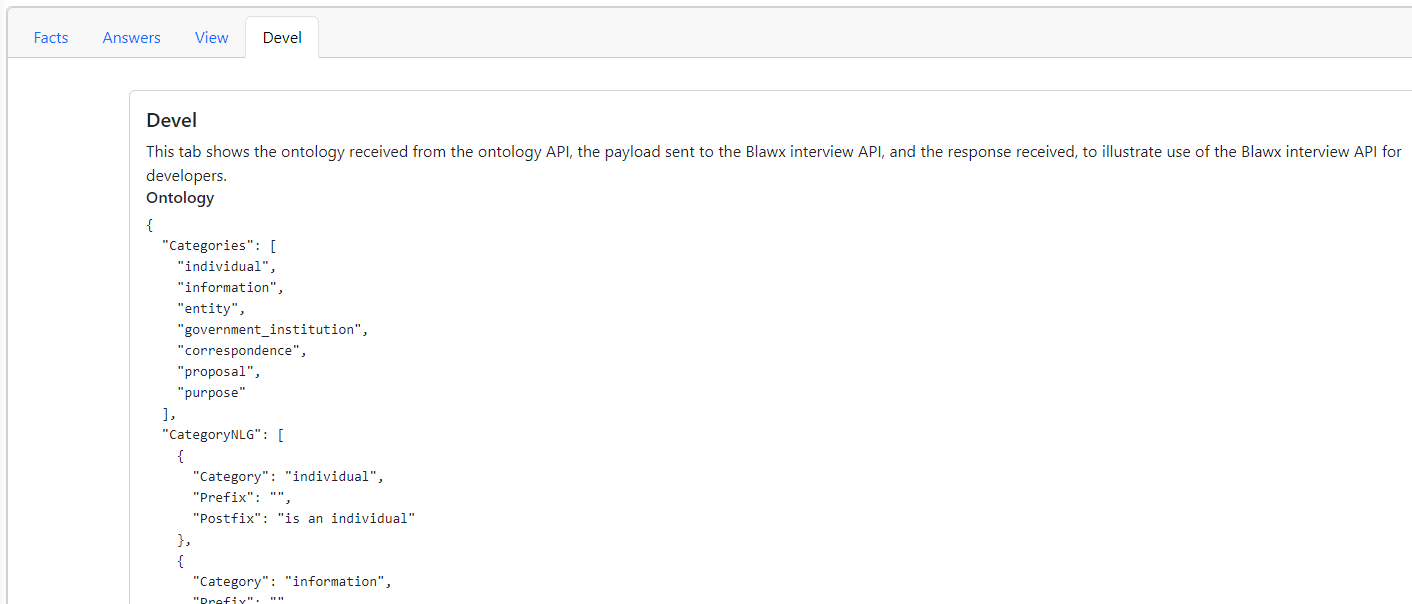 Facts Answers View Devel
Devel
This tab shows the ontology received from the ontology API, the payload sent to the Blawx interview API, and the response received, to illustrate use of the Blawx interview API for
developers.
Ontology
{
  "Categories": [
    "individual",
    "information",
    "entity",
    "government_institution",
    "correspondence",
    "proposal",
    "purpose"
  ],
  "CategoryNLG": [
    {
      "Category": "individual",
      "Prefix": "",
      "Postfix": "is an individual"
    },
    {
      "Category": "information",
      "Prefix": ""